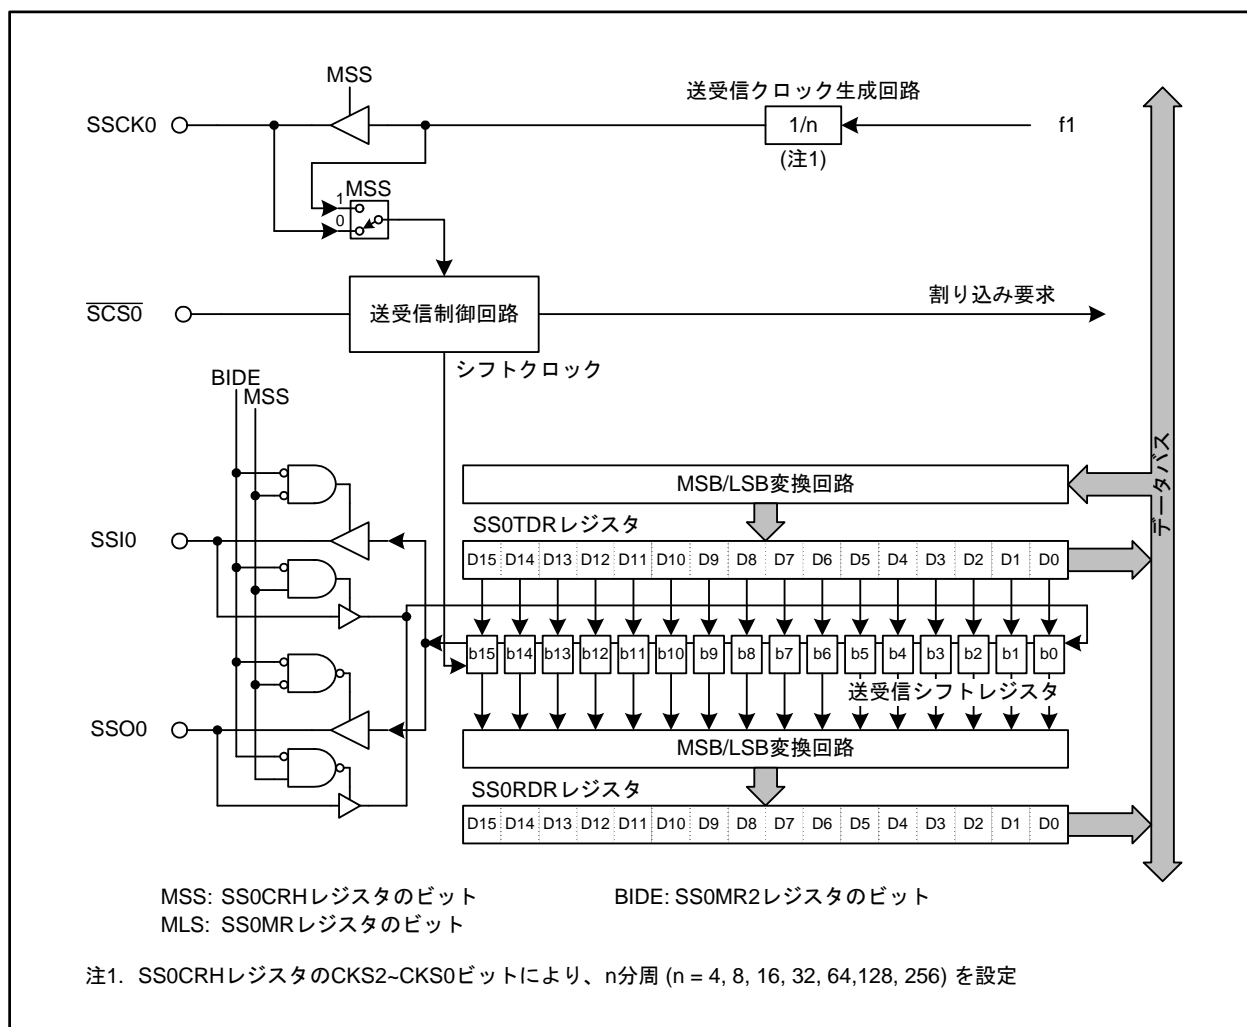 MSS
送受信クロック生成回路
SSCK0
1/n
f1
(注1)
MSS
1
0
SCS0
送受信制御回路
割り込み要求
シフトクロック
BIDE
MSS
データバス
MSB/LSB変換回路
SS0TDRレジスタ
SSI0
D15 D14 D13 D12 D11 D10 D9 D8 D7 D6 D5 D4 D3 D2 D1 D0
b15 b14 b13 b12 b11 b10 b9 b8 b7 b6 b5 b4 b3 b2 b1 b0
送受信シフトレジスタ
SSO0
MSB/LSB変換回路
SS0RDRレジスタ
D15 D14 D13 D12 D11 D10 D9 D8 D7 D6 D5 D4 D3 D2 D1 D0
MSS: SS0CRHレジスタのビット
BIDE: SS0MR2レジスタのビット
MLS: SS0MRレジスタのビット
注1. SS0CRHレジスタのCKS2~CKS0ビットにより、n分周 (n = 4, 8, 16, 32, 64,128, 256) を設定